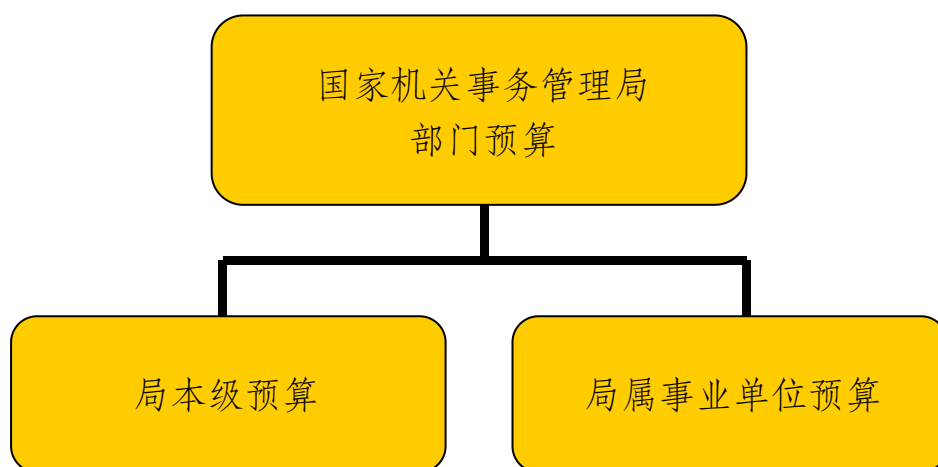 国家机关事务管理局
部门预算
局本级预算
局属事业单位预算